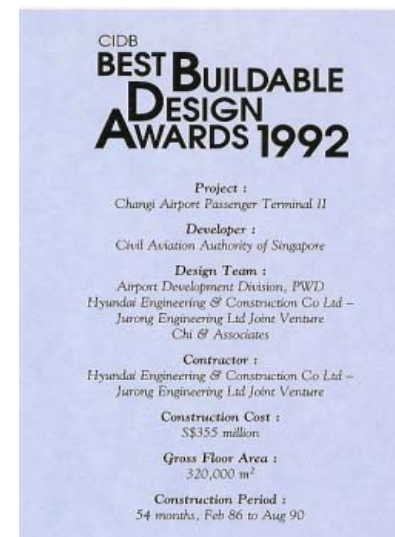 CIDB
BEST BUILDABLE
DESIGN
AWARDS 1992
Project :
Changi Airport Passenger Terminal II
Developer :
Civil Aviation Authority of Singapore
Design Team :
Airport Development Division, PWD
Hyundai Engineering & Construction Co Ltd –
Jurong Engineering Ltd Joint Venture
Chi & Associates
Contractor :
Hyundai Engineering & Construction Co Ltd –
Jurong Engineering Ltd Joint Venture
Construction Cost :
S$355 million
Gross Floor Area :
320,000 m²
Construction Period :
54 months, Feb 86 to Aug 90